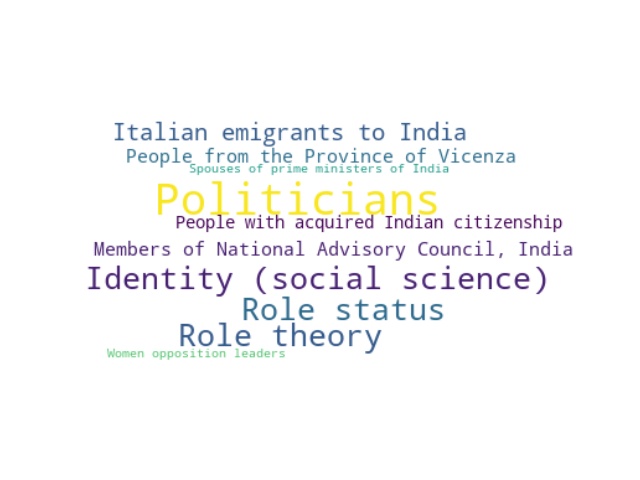 Italian emigrants to India
People from the Province of Vicenza
Spouses of prime ministers of India
Politicians
People with acquired Indian citizenship
Members of National Advisory Council, India
Identity (social science)
Role status
Role theory
Women opposition leaders